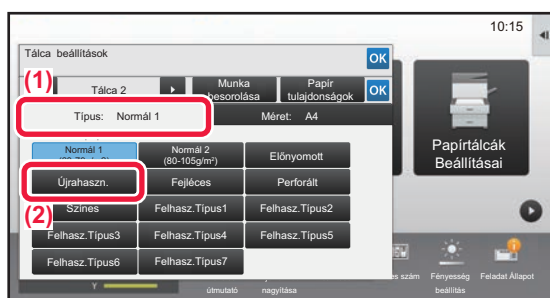 10:15
Tálca beállítások
OK
(1)
Tálca 2
Munka besorolása
Papír tulajdonságok
OK
Típus: Normál 1
Méret: A4
Normál 1
Normál 2
(80-105g/m²)
Előnyomott
Újrahaszn.
Fejléces
Perforált
(2)
Színes
Felhasz.Típus1
Felhasz.Típus2
Felhasz.Típus3
Felhasz.Típus4
Felhasz.Típus5
Felhasz.Típus6
Felhasz.Típus7
Papírtálcák
Beállításai
Y
útmutató
nagyítása
es szám
Fényesség
beállítás
Feladat Állapot